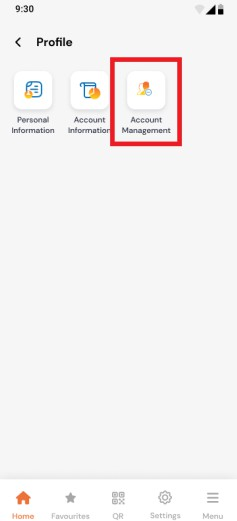 9:30
Profile
Personal
Information
Account
Information
Account
Management
Home
Favourites
QR
Settings
Menu